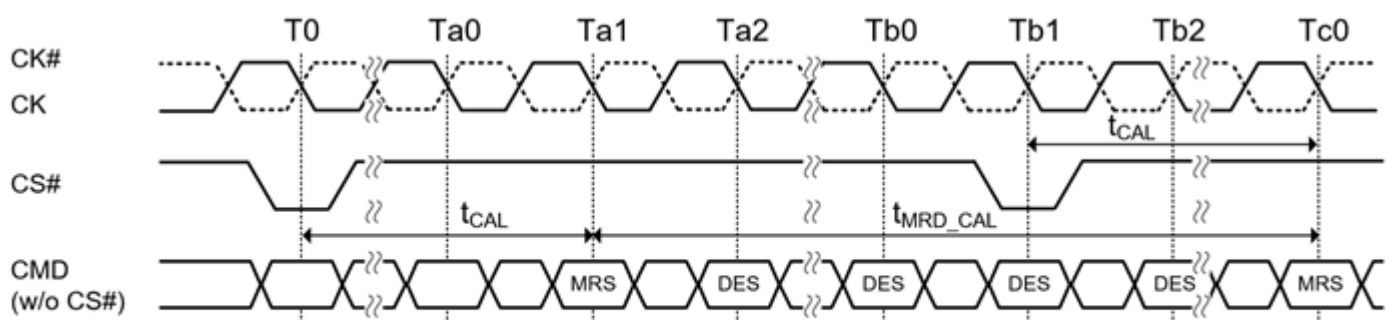 T0 Ta0 Ta1 Ta2 Tb0 Tb1 Tb2 Tc0
CK#
CK
tCAL
CS#
tCAL tMRD_CAL
CMD MRS DES DES DES DES MRS
(w/o CS#)